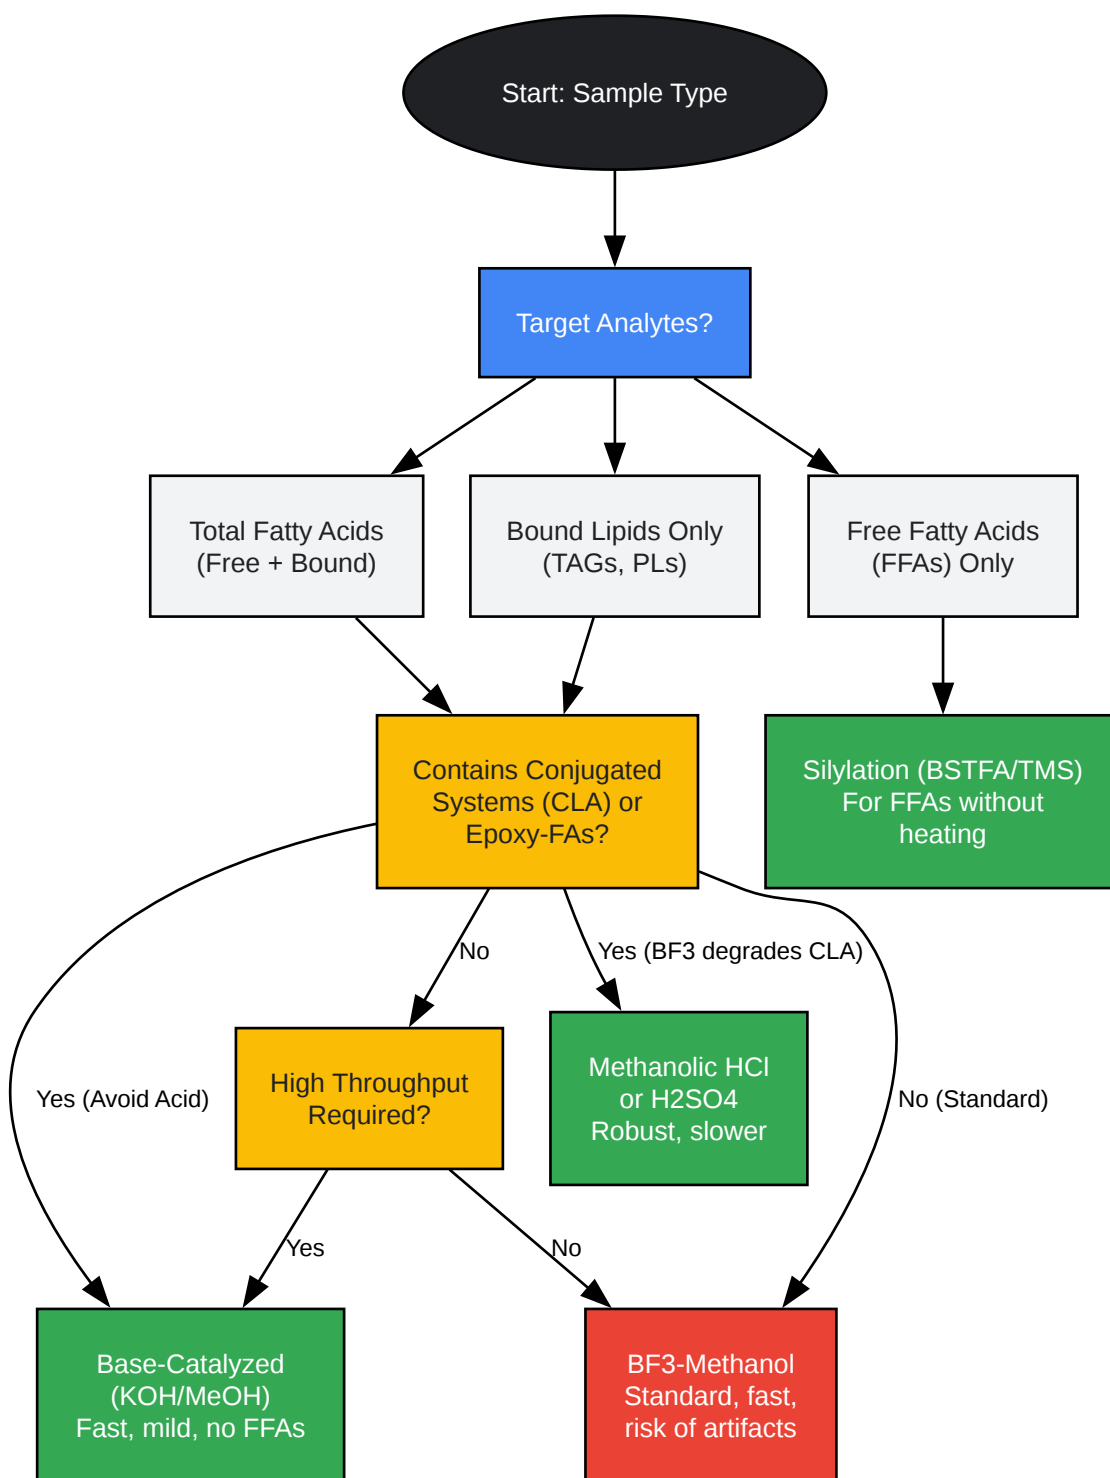 Start: Sample Type
Target Analytes?
Total Fatty Acids
(Free + Bound)
Bound Lipids Only
(TAGs, PLs)
Free Fatty Acids
(FFAs) Only
Contains Conjugated
Systems (CLA) or
Epoxy-FAs?
Silylation (BSTFA/TMS)
For FFAs without
heating
No
Yes (BF3 degrades CLA)
Yes (Avoid Acid)
High Throughput
Required?
Methanolic HCl
or H2SO4
Robust, slower
No (Standard)
Yes
No
Base-Catalyzed
(KOH/MeOH)
Fast, mild, no FFAs
BF3-Methanol
Standard, fast,
risk of artifacts